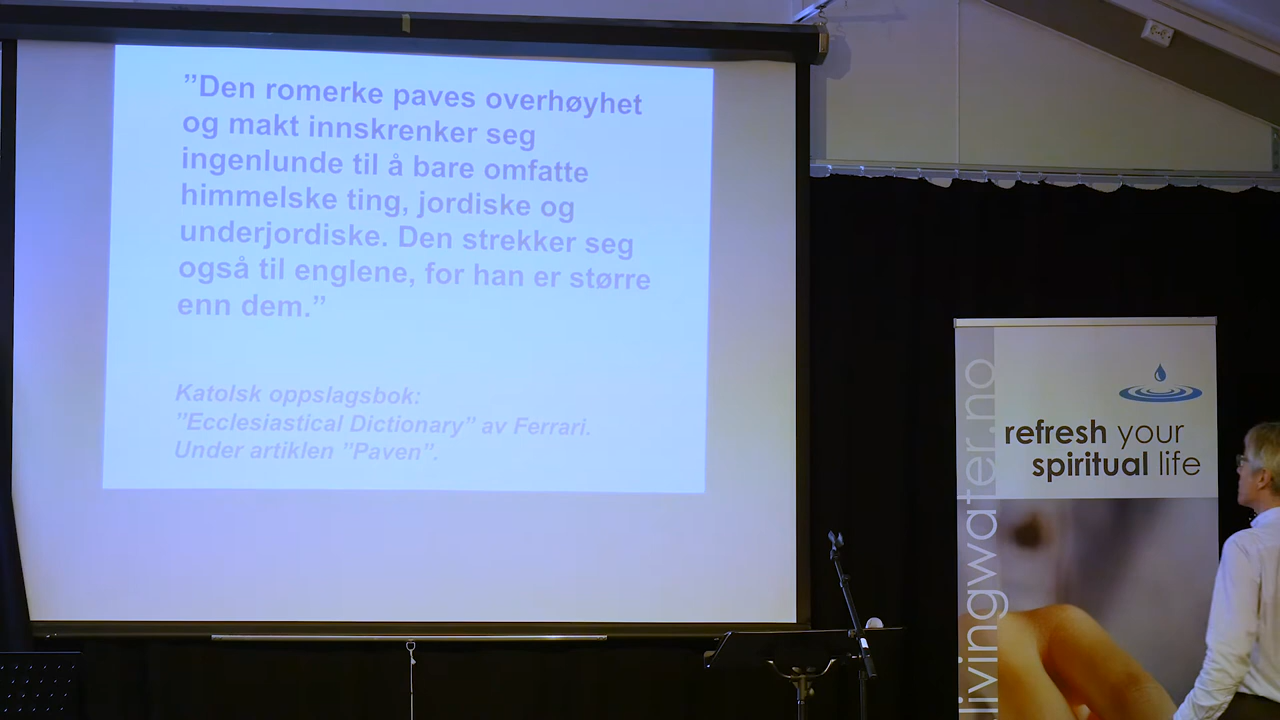 ”Den romerke paves overhøyhet
og makt innskrenker seg
ingenlunde til å bare omfatte
himmelske ting, jordiske og
underjordiske. Den strekker seg
også til englene, for han er større
enn dem.”
Katolsk oppslagsbok:
”Ecclesiastical Dictionary” av Ferrari.
Under artiklen ”Paven”.
refresh your
spiritual life
livingwater.no